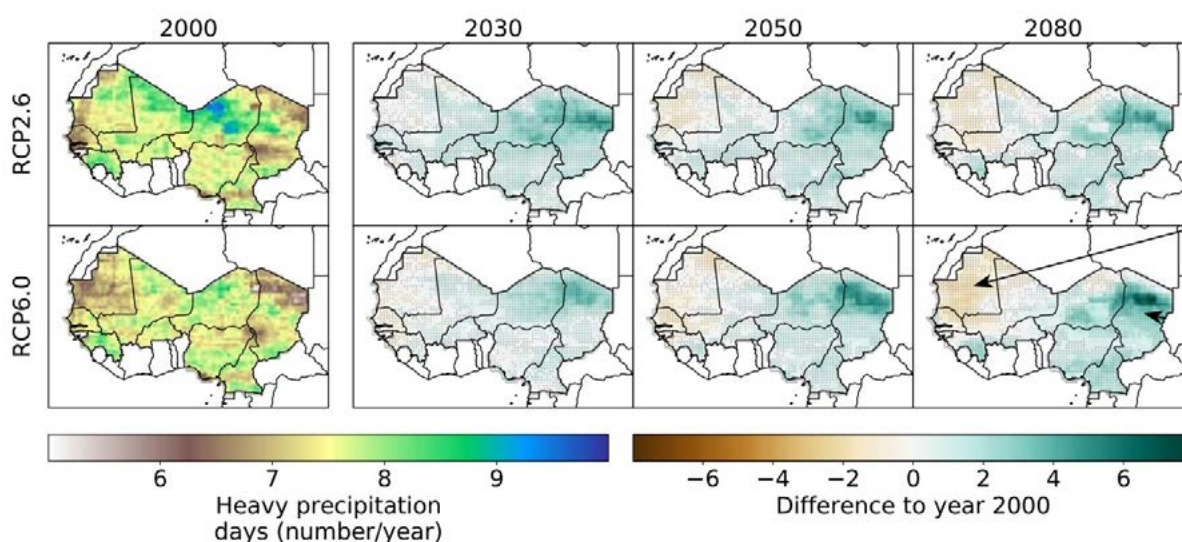 2000 2030 2050 2080
RCP2.6
RCP6.0
6 7 8 9 −6 −4 −2 0 2 4 6
Heavy precipitation
days (number/year)
Difference to year 2000